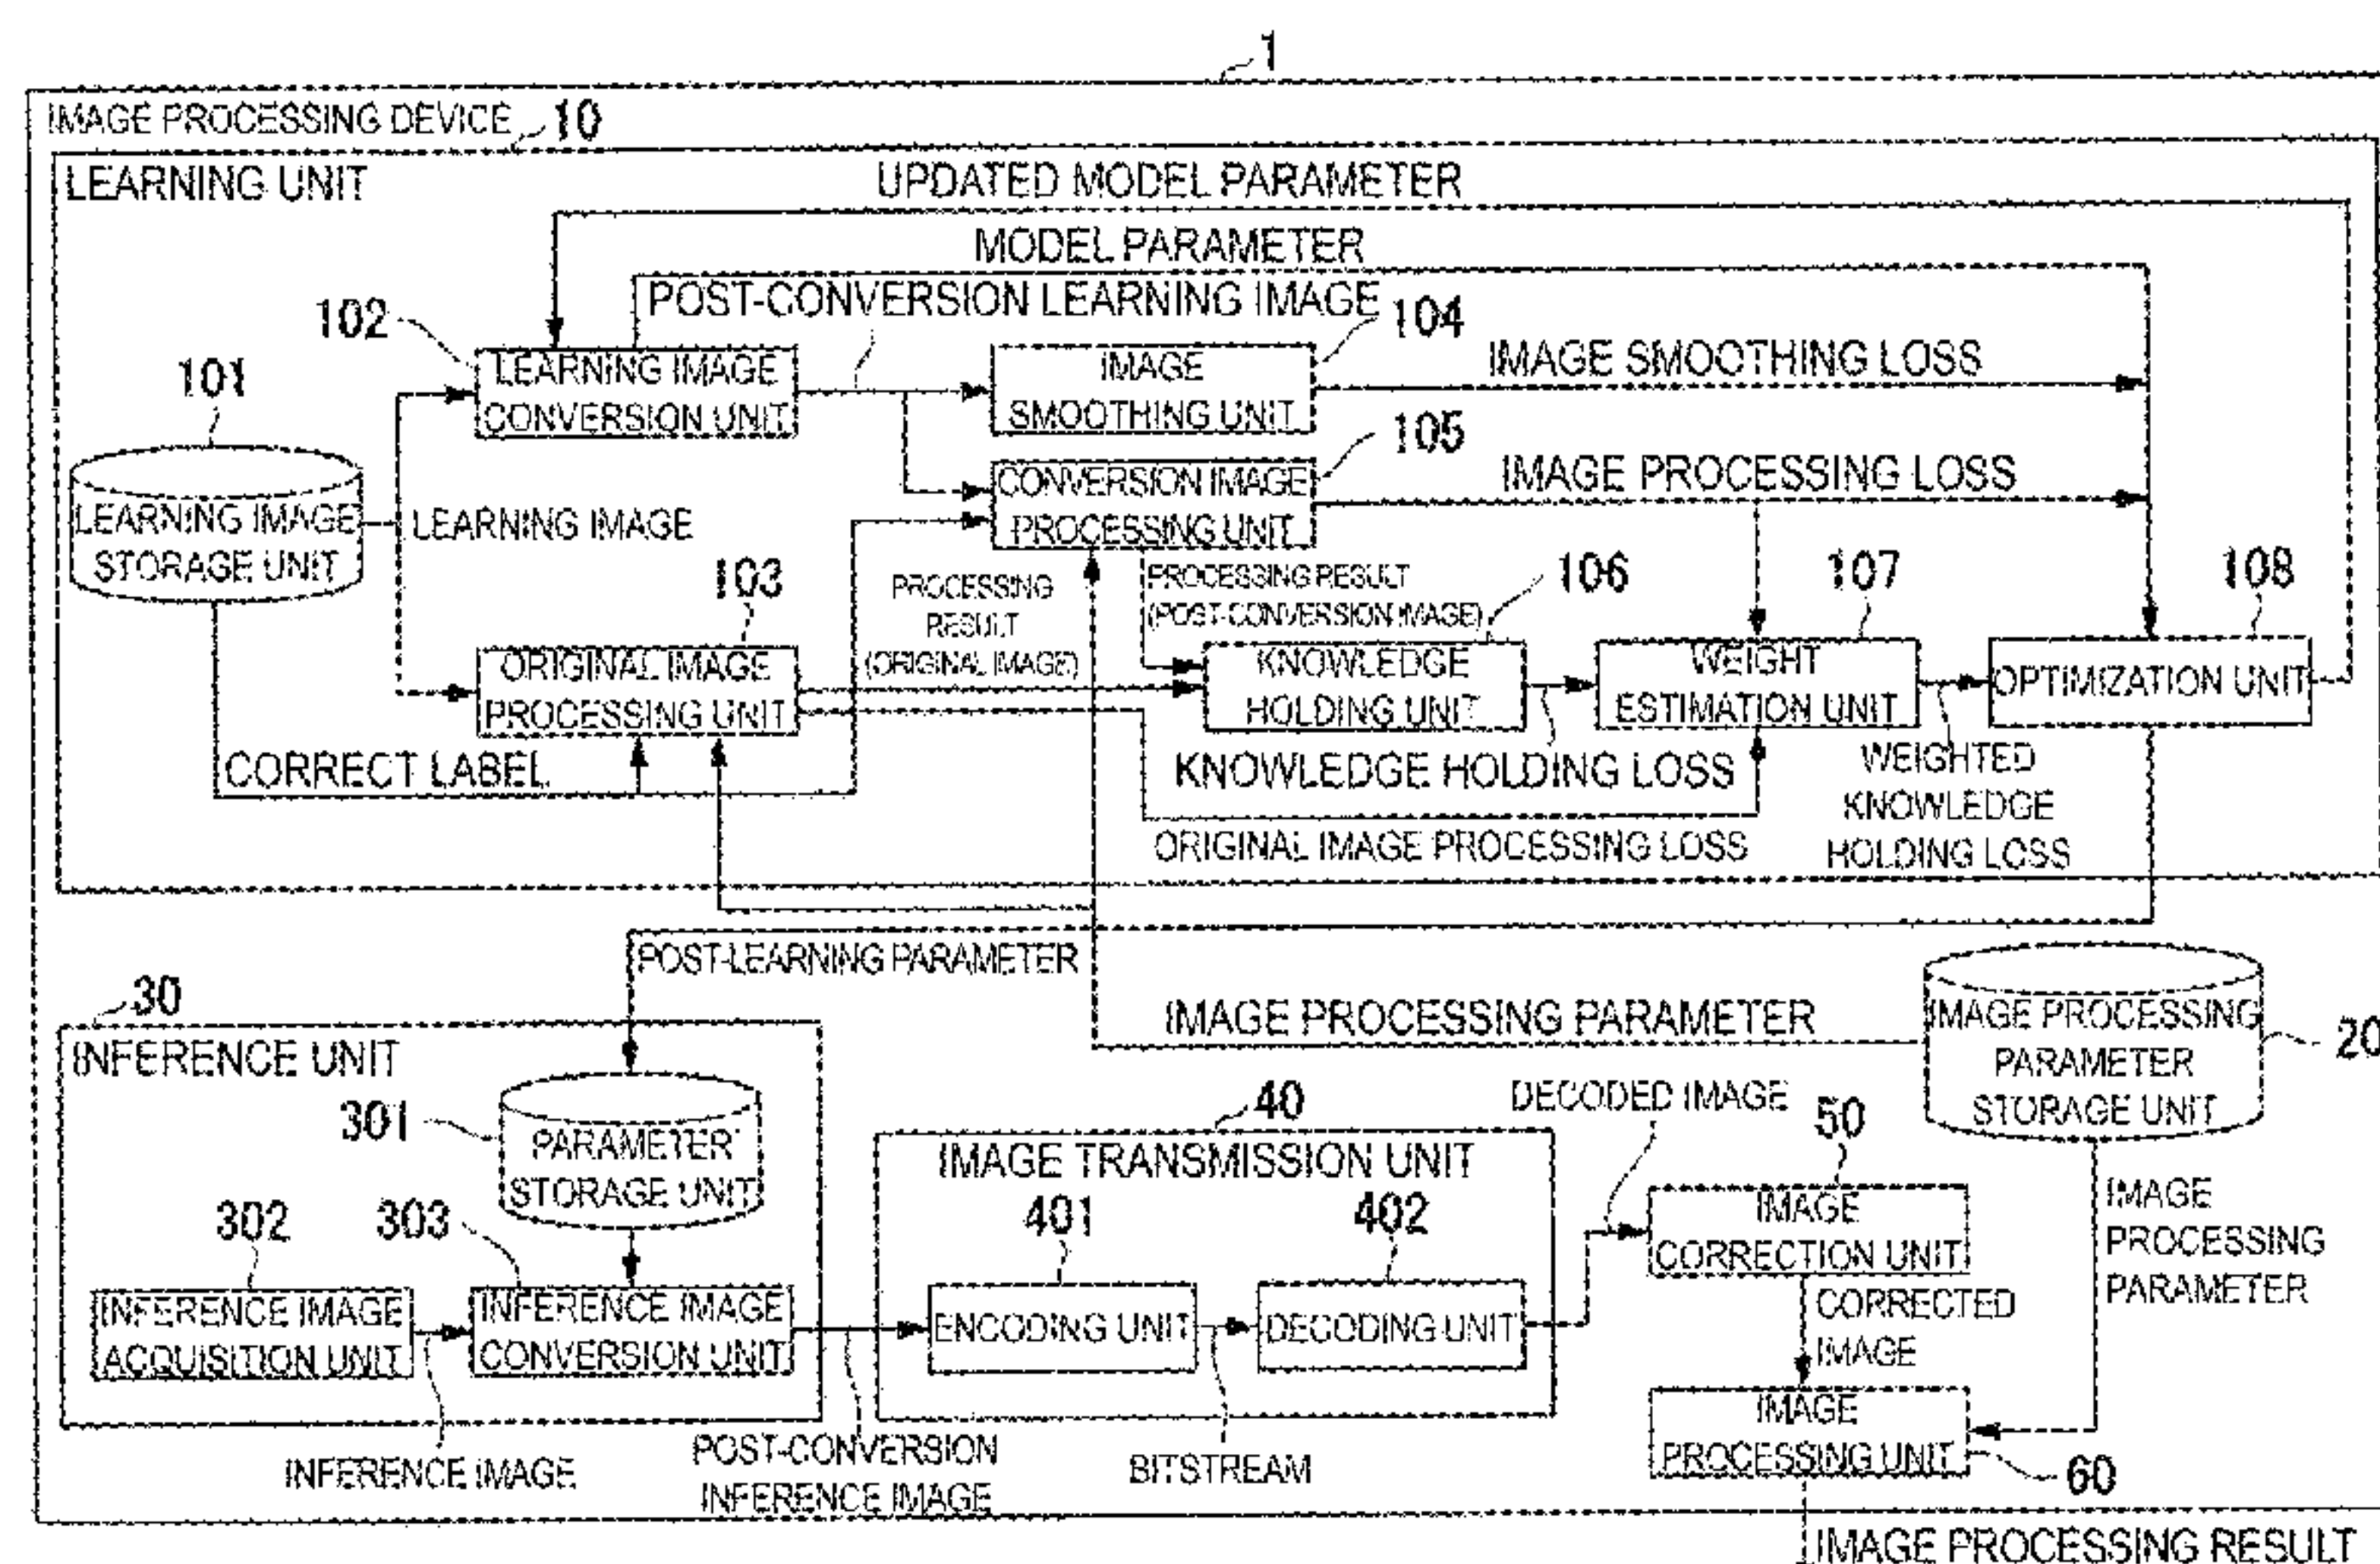 1
IMAGE PROCESSING DEVICE
10
LEARNING UNIT
UPDATED MODEL PARAMETER
MODEL PARAMETER
POST-CONVERSION LEARNING IMAGE
102
LEARNING IMAGE
CONVERSION UNIT
104
IMAGE
SMOOTHING UNIT
IMAGE SMOOTHING LOSS
101
LEARNING IMAGE
STORAGE UNIT
LEARNING IMAGE
105
CONVERSION IMAGE
PROCESSING UNIT
IMAGE PROCESSING LOSS
103
ORIGINAL IMAGE
PROCESSING UNIT
PROCESSING
RESULT
(ORIGINAL IMAGE)
PROCESSING RESULT
(POST-CONVERSION IMAGE)
106
KNOWLEDGE
HOLDING UNIT
107
WEIGHT
ESTIMATION UNIT
108
OPTIMIZATION UNIT
CORRECT LABEL
KNOWLEDGE HOLDING LOSS
ORIGINAL IMAGE PROCESSING LOSS
WEIGHTED
KNOWLEDGE
HOLDING LOSS
POST-LEARNING PARAMETER
IMAGE PROCESSING PARAMETER
IMAGE PROCESSING
PARAMETER
STORAGE UNIT
20
30
INFERENCE UNIT
301
PARAMETER
STORAGE UNIT
302
INFERENCE IMAGE
ACQUISITION UNIT
303
INFERENCE IMAGE
CONVERSION UNIT
INFERENCE IMAGE
POST-CONVERSION
INFERENCE IMAGE
40
IMAGE TRANSMISSION UNIT
401
ENCODING UNIT
402
DECODING UNIT
BITSTREAM
DECODED IMAGE
50
IMAGE
CORRECTION UNIT
CORRECTED
IMAGE
IMAGE
PROCESSING
PARAMETER
IMAGE
PROCESSING UNIT
60
IMAGE PROCESSING RESULT